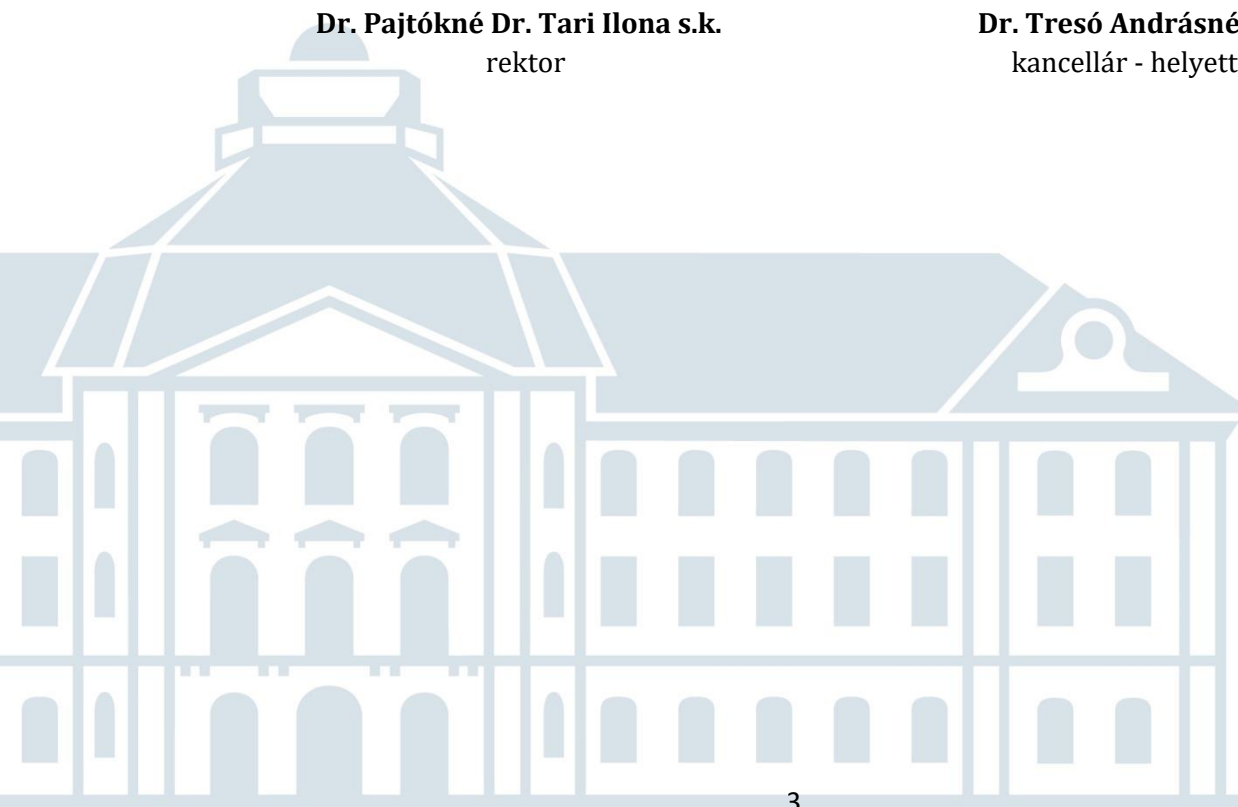 Dr. Pajtókné Dr. Tari Ilona s.k.
rektor
Dr. Tresó Andrásné
kancellár - helyett
3